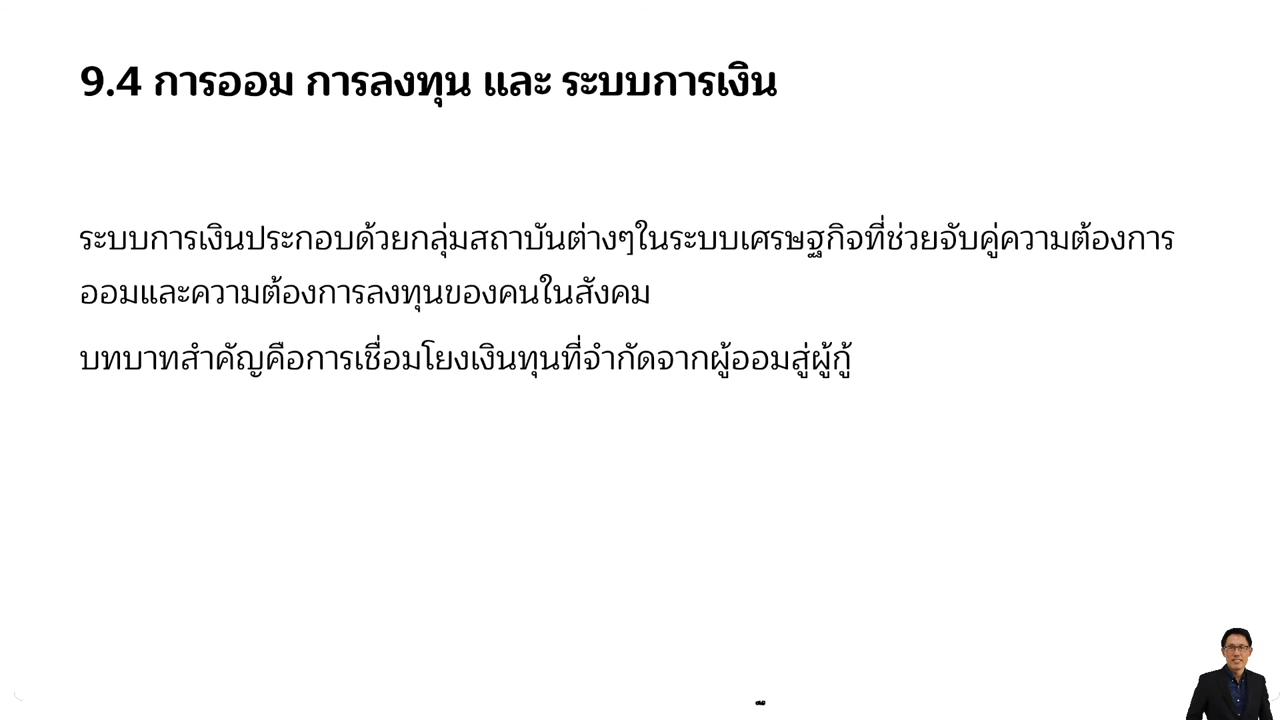 9.4 การออม การลงทุน และ ระบบการเงิน
ระบบการเงินประกอบด้วยกลุ่มสถาบันต่างๆในระบบเศรษฐกิจที่ช่วยจับคู่ความต้องการ
ออมและความต้องการลงทุนของคนในสังคม
บทบาทสำคัญคือการเชื่อมโยงเงินทุนที่จำกัดจากผู้ออมสู่ผู้กู้